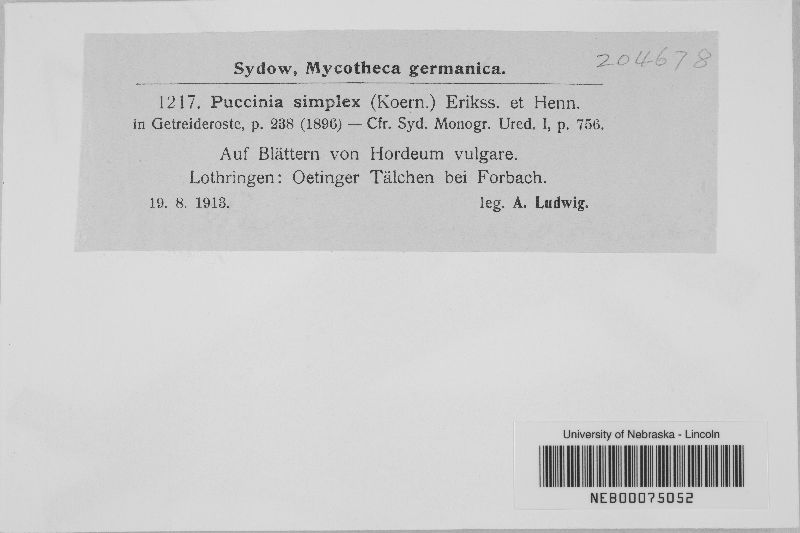 Sydow, Mycotheca germanica.
204678
1217. Puccinia simplex (Koern.) Erikss. et Henn.
in Getreideroste, p. 238 (1896) — Cfr. Syd. Monogr. Ured. I, p. 756.
Auf Blättern von Hordeum vulgare.
Lothringen: Oetinger Tälchen bei Forbach.
19. 8. 1913. leg. A. Ludwig.
University of Nebraska - Lincoln
NEB00075052